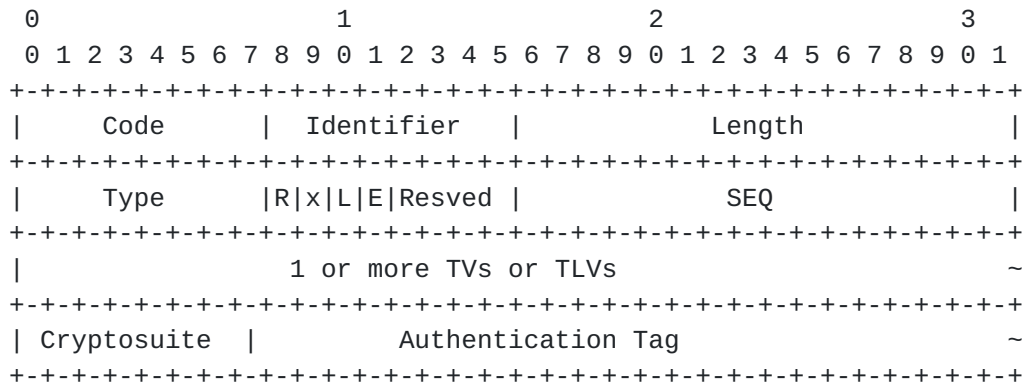 0                   1                   2                   3
 0 1 2 3 4 5 6 7 8 9 0 1 2 3 4 5 6 7 8 9 0 1 2 3 4 5 6 7 8 9 0 1
+-+-+-+-+-+-+-+-+-+-+-+-+-+-+-+-+-+-+-+-+-+-+-+-+-+-+-+-+-+-+-+-+
|     Code      |  Identifier   |            Length             |
+-+-+-+-+-+-+-+-+-+-+-+-+-+-+-+-+-+-+-+-+-+-+-+-+-+-+-+-+-+-+-+-+
|     Type      |R|x|L|E|Resved |             SEQ               |
+-+-+-+-+-+-+-+-+-+-+-+-+-+-+-+-+-+-+-+-+-+-+-+-+-+-+-+-+-+-+-+-+
|                 1 or more TVs or TLVs                         ~
+-+-+-+-+-+-+-+-+-+-+-+-+-+-+-+-+-+-+-+-+-+-+-+-+-+-+-+-+-+-+-+-+
| Cryptosuite  |         Authentication Tag                     ~
+-+-+-+-+-+-+-+-+-+-+-+-+-+-+-+-+-+-+-+-+-+-+-+-+-+-+-+-+-+-+-+-+